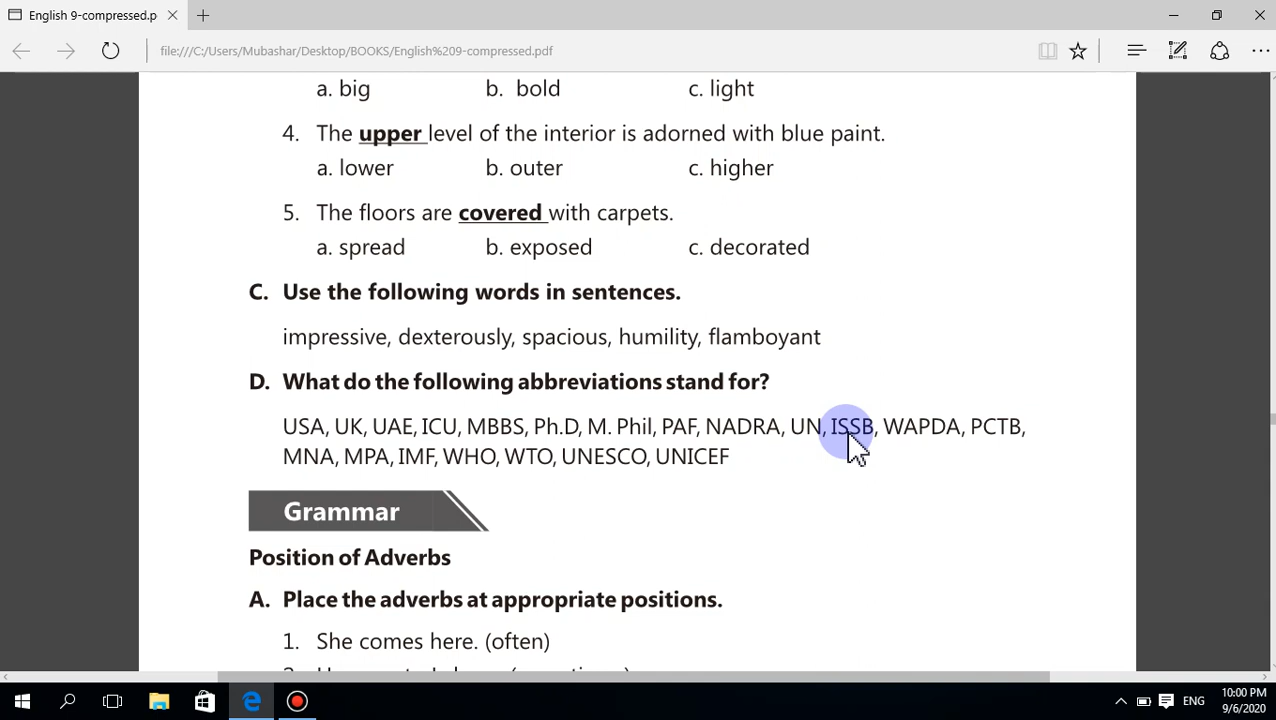 English 9-compressed.p
file:///C:/Users/Mubashar/Desktop/BOOKS/English%209-compressed.pdf
a. big b. bold c. light
4. The upper level of the interior is adorned with blue paint.
a. lower b. outer c. higher
5. The floors are covered with carpets.
a. spread b. exposed c. decorated
C. Use the following words in sentences.
impressive, dexterously, spacious, humility, flamboyant
D. What do the following abbreviations stand for?
USA, UK, UAE, ICU, MBBS, Ph.D, M. Phil, PAF, NADRA, UN, ISSB, WAPDA, PCTB,
MNA, MPA, IMF, WHO, WTO, UNESCO, UNICEF
Grammar
Position of Adverbs
A. Place the adverbs at appropriate positions.
1. She comes here. (often)
ENG
10:00 PM
9/6/2020